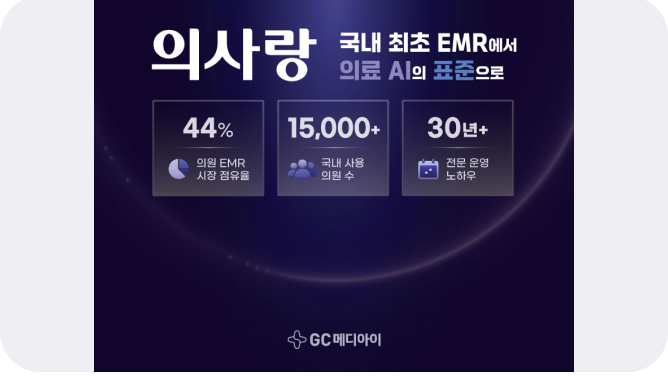 의사랑
국내 최초 EMR에서
의료 AI의 표준으로
44%
의원 EMR
시장 점유율
15,000+
국내 사용
의원 수
30년+
전문 운영
노하우
GC메디아이